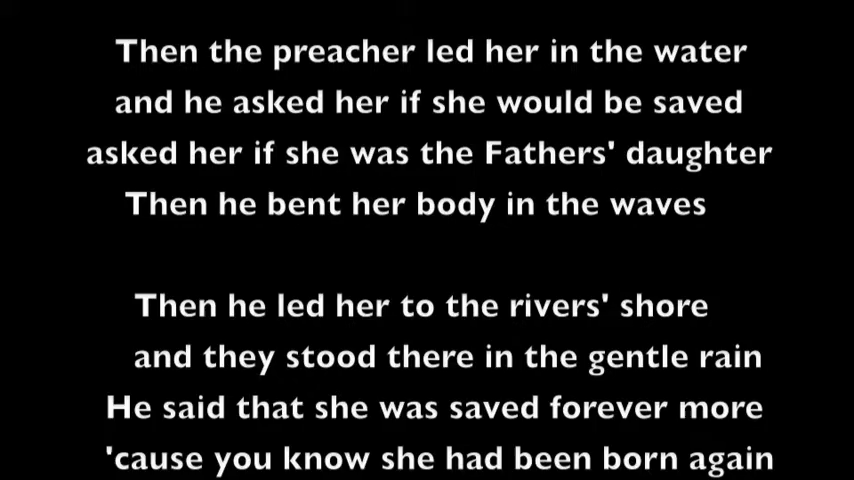 Then the preacher led her in the water
and he asked her if she would be saved
asked her if she was the Fathers' daughter
Then he bent her body in the waves
Then he led her to the rivers' shore
and they stood there in the gentle rain
He said that she was saved forever more
'cause you know she had been born again